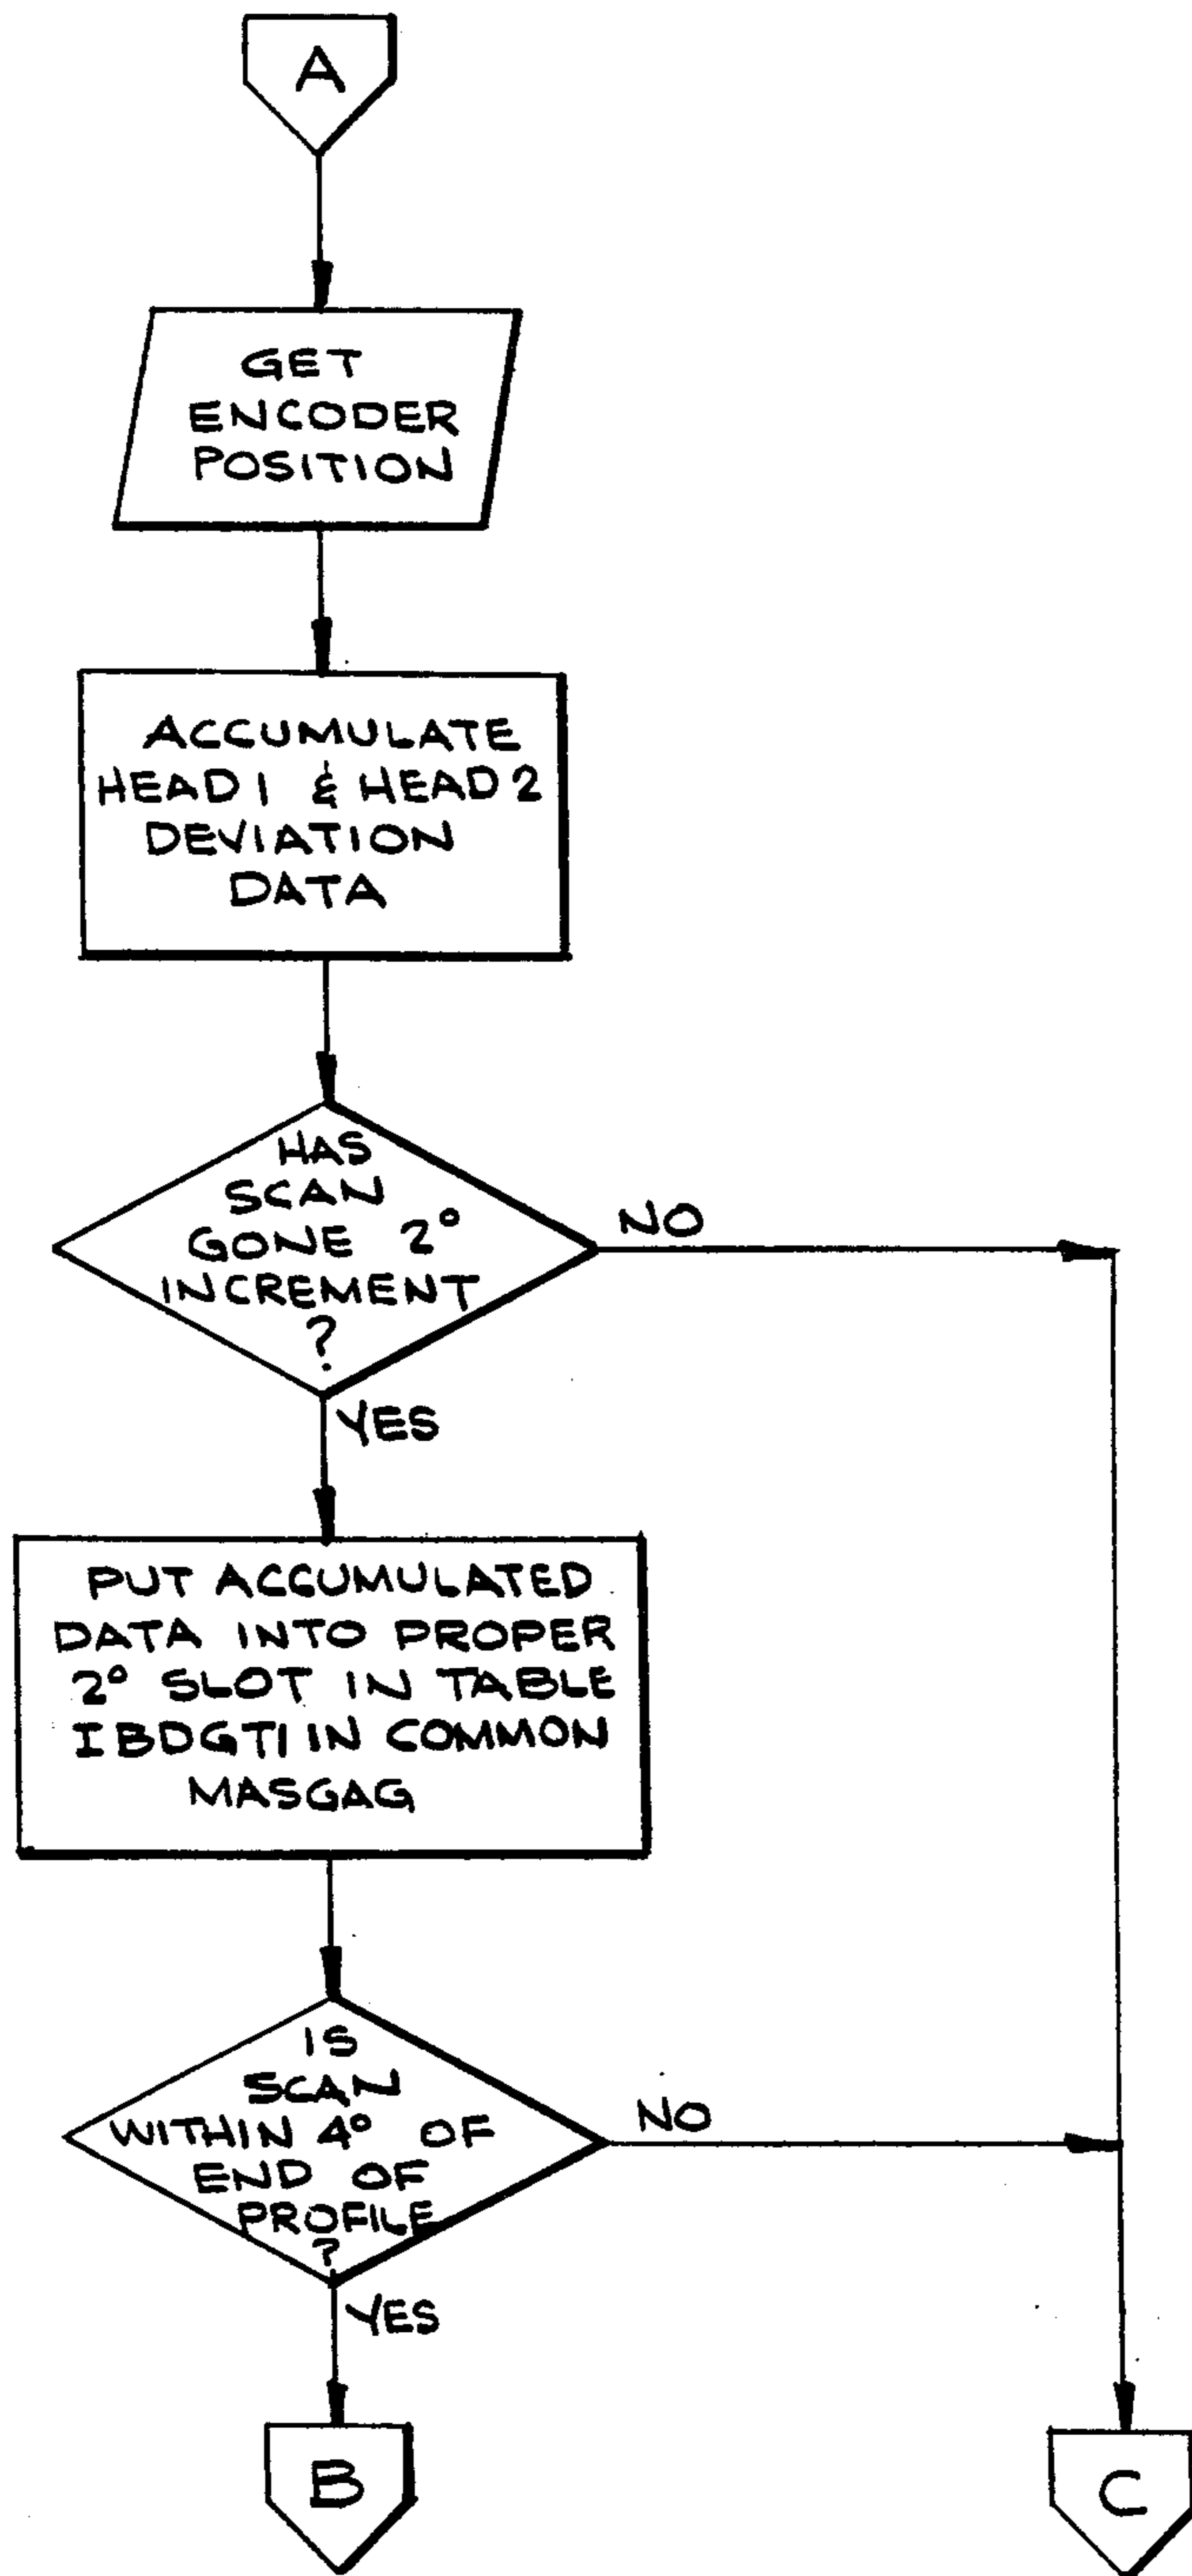 A
GET
ENCODER
POSITION
ACCUMULATE
HEAD 1 & HEAD 2
DEVIATION
DATA
HAS
SCAN
GONE 2°
INCREMENT
?
NO
YES
PUT ACCUMULATED
DATA INTO PROPER
2° SLOT IN TABLE
IBDGT1 IN COMMON
MASGAG
IS
SCAN
WITHIN 4° OF
END OF
PROFILE
?
NO
YES
B
C